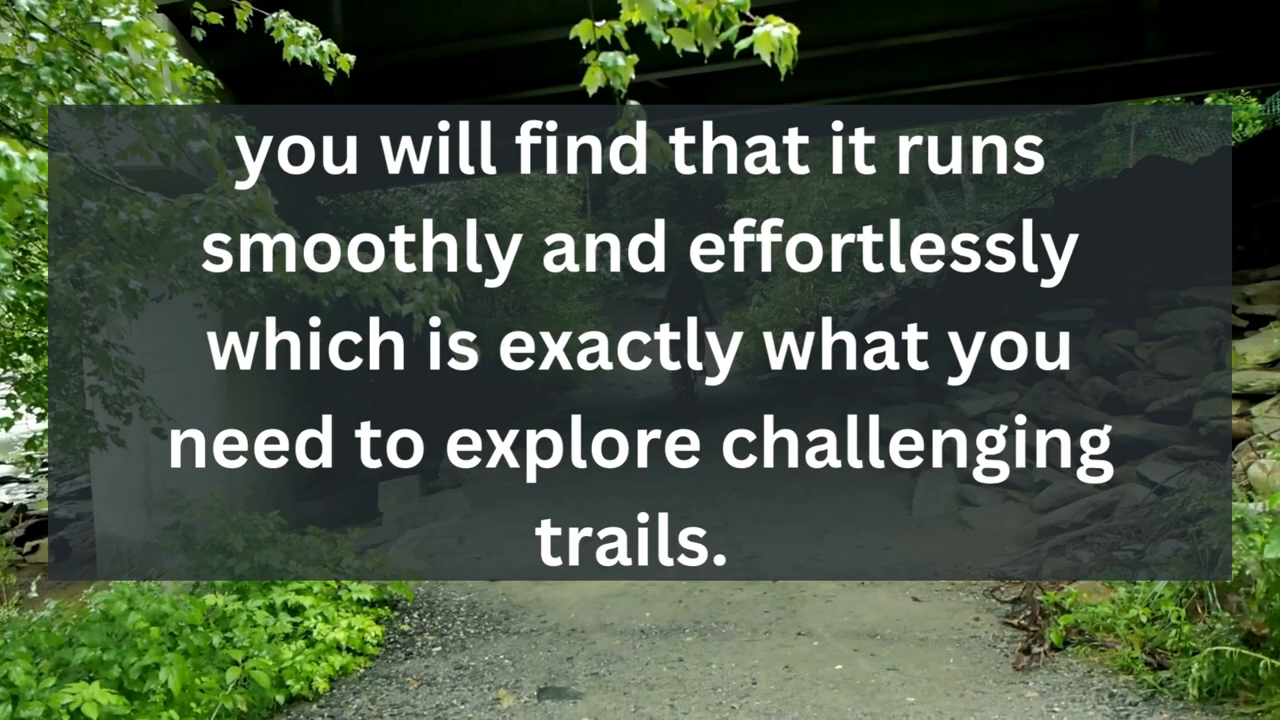 you will find that it runs
smoothly and effortlessly
which is exactly what you
need to explore challenging
trails.